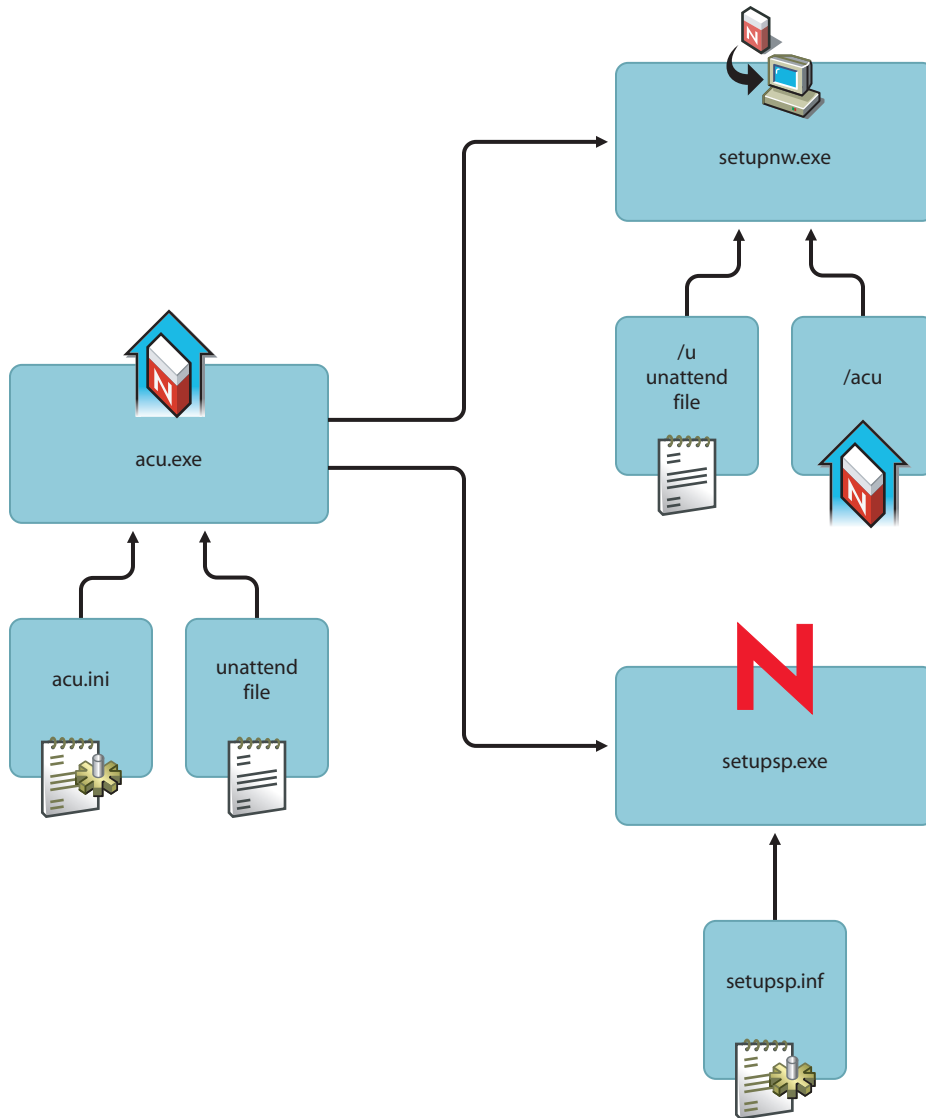 setupnw.exe
/u
unattend
file
/acu
acu.exe
acu.ini
unattend
file
setupsp.exe
setupsp.inf